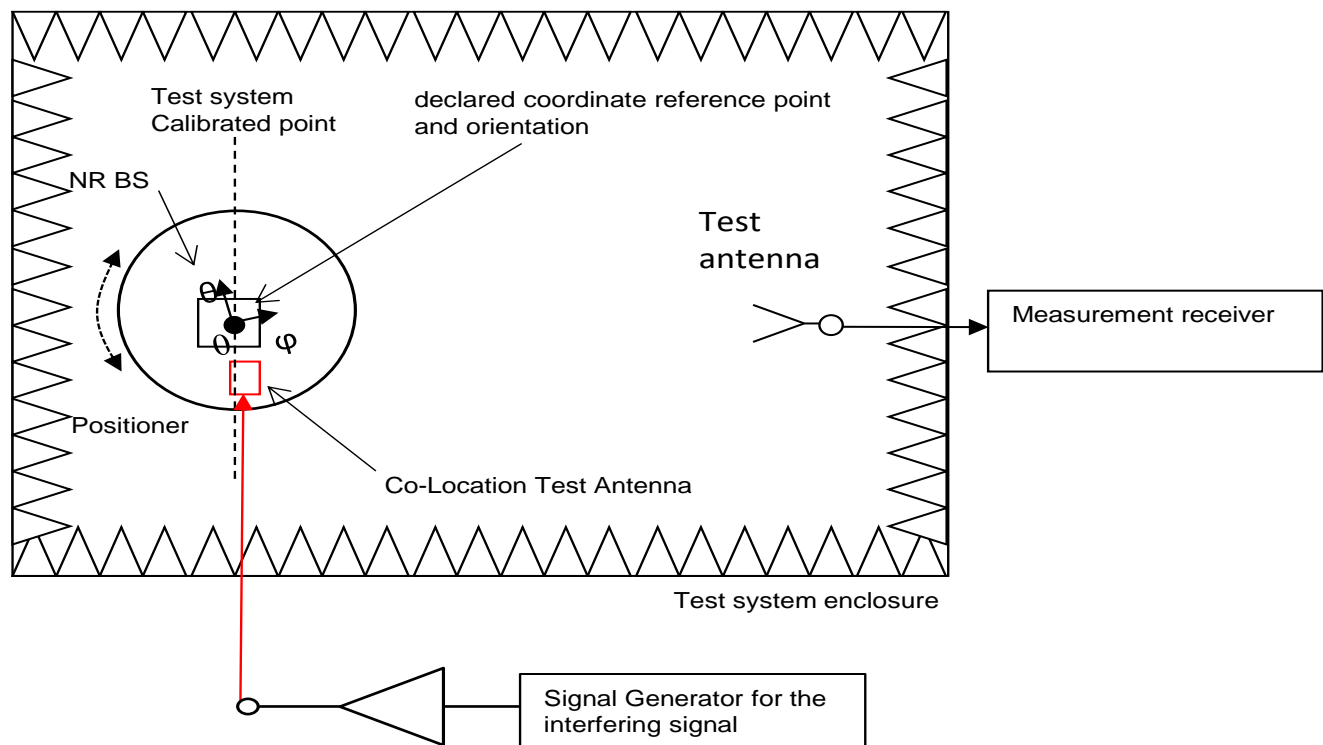 Test system
Calibrated point
declared coordinate reference point
and orientation
NR BS
Test
antenna
θ
0
φ
Measurement receiver
Positioner
Co-Location Test Antenna
Test system enclosure
Signal Generator for the
interfering signal